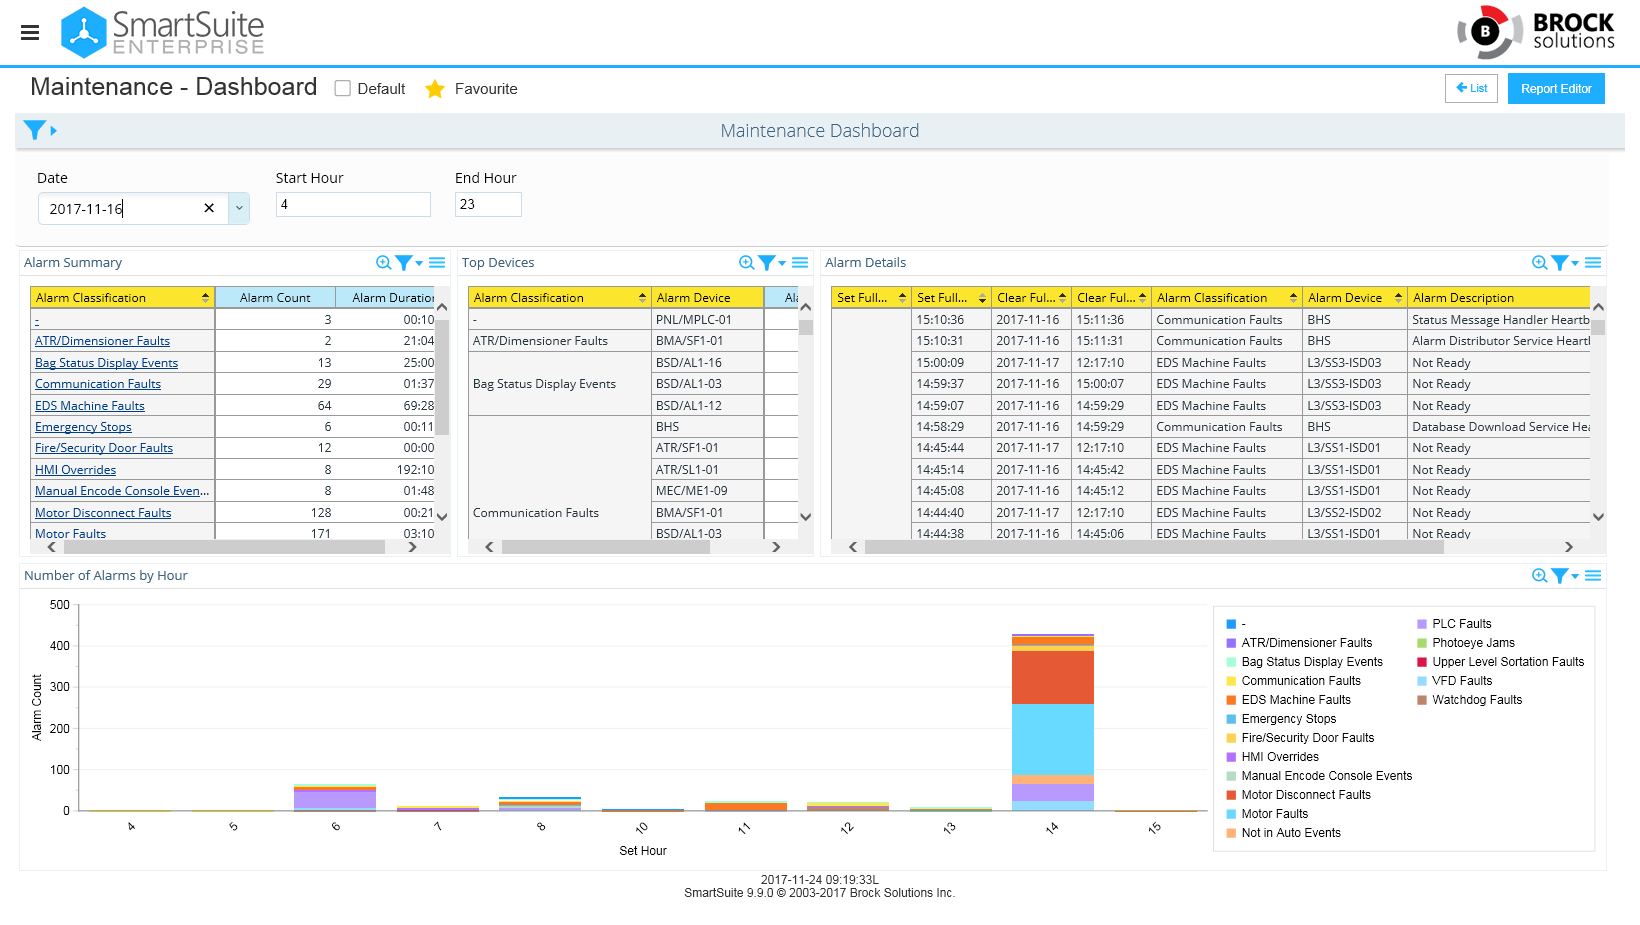 SmartSuite
ENTERPRISE
B
BROCK
solutions
Maintenance - Dashboard
Default
Favourite
List
Report Editor
Maintenance Dashboard
Date
Start Hour
End Hour
2017-11-16
4
23
Alarm Summary
Alarm Classification Alarm Count Alarm Duration
- 3 00:10
ATR/Dimensioner Faults 2 21:04
Bag Status Display Events 13 25:00
Communication Faults 29 01:37
EDS Machine Faults 64 69:28
Emergency Stops 6 00:11
Fire/Security Door Faults 12 00:00
HMI Overrides 8 192:10
Manual Encode Console Even... 8 01:48
Motor Disconnect Faults 128 00:21
Motor Faults 171 03:10
Top Devices
Alarm Classification Alarm Device Ala
- PNL/MPLC-01
ATR/Dimensioner Faults BMA/SF1-01
BSD/AL1-16
Bag Status Display Events BSD/AL1-03
BSD/AL1-12
BHS
ATR/SF1-01
ATR/SL1-01
MEC/ME1-09
Communication Faults BMA/SF1-01
BSD/AL1-03
Alarm Details
Set Full... Set Full... Clear Ful... Clear Ful... Alarm Classification Alarm Device Alarm Description
15:10:36 2017-11-16 15:11:36 Communication Faults BHS Status Message Handler Heartb
15:10:31 2017-11-16 15:11:31 Communication Faults BHS Alarm Distributor Service Heartl
15:00:09 2017-11-17 12:17:10 EDS Machine Faults L3/SS3-ISD03 Not Ready
14:59:37 2017-11-16 15:00:07 EDS Machine Faults L3/SS3-ISD03 Not Ready
14:59:07 2017-11-16 14:59:29 EDS Machine Faults L3/SS3-ISD03 Not Ready
14:58:29 2017-11-16 14:59:29 Communication Faults BHS Database Download Service Hea
14:45:44 2017-11-17 12:17:10 EDS Machine Faults L3/SS1-ISD01 Not Ready
14:45:14 2017-11-16 14:45:42 EDS Machine Faults L3/SS1-ISD01 Not Ready
14:45:08 2017-11-16 14:45:12 EDS Machine Faults L3/SS1-ISD01 Not Ready
14:44:40 2017-11-17 12:17:10 EDS Machine Faults L3/SS2-ISD02 Not Ready
14:44:38 2017-11-16 14:45:06 EDS Machine Faults L3/SS1-ISD01 Not Ready
Number of Alarms by Hour
Alarm Count
500
400
300
200
100
0
4 5 6 7 8 10 11 12 13 14 15
Set Hour
-
ATR/Dimensioner Faults
Bag Status Display Events
Communication Faults
EDS Machine Faults
Emergency Stops
Fire/Security Door Faults
HMI Overrides
Manual Encode Console Events
Motor Disconnect Faults
Motor Faults
Not in Auto Events
PLC Faults
Photoeye Jams
Upper Level Sortation Faults
VFD Faults
Watchdog Faults
2017-11-24 09:19:33L
SmartSuite 9.9.0 © 2003-2017 Brock Solutions Inc.